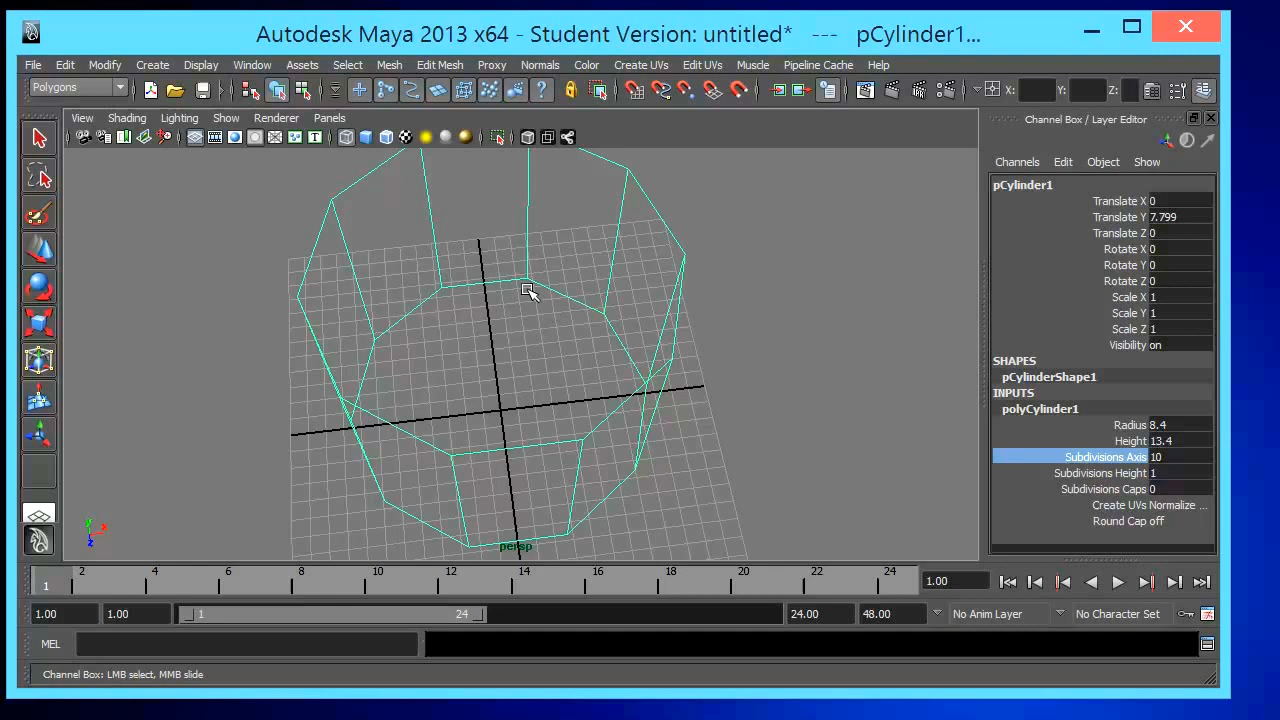 Autodesk Maya 2013 x64 - Student Version: untitled* --- pCylinder1...
File Edit Modify Create Display Window Assets Select Mesh Edit Mesh Proxy Normals Color Create UVs Edit UVs Muscle Pipeline Cache Help
Polygons X: Y: Z:
View Shading Lighting Show Renderer Panels
Channel Box / Layer Editor
Channels Edit Object Show
pCylinder1
Translate X 0
Translate Y 7.799
Translate Z 0
Rotate X 0
Rotate Y 0
Rotate Z 0
Scale X 1
Scale Y 1
Scale Z 1
Visibility on
SHAPES
pCylinderShape1
INPUTS
polyCylinder1
Radius 8.4
Height 13.4
Subdivisions Axis 10
Subdivisions Height 1
Subdivisions Caps 0
Create UVs Normalize ...
Round Cap off
y x z
persp
1 2 4 6 8 10 12 14 16 18 20 22 24 1.00
1.00 1.00 1 24 24.00 48.00 No Anim Layer No Character Set
MEL
Channel Box: LMB select, MMB slide